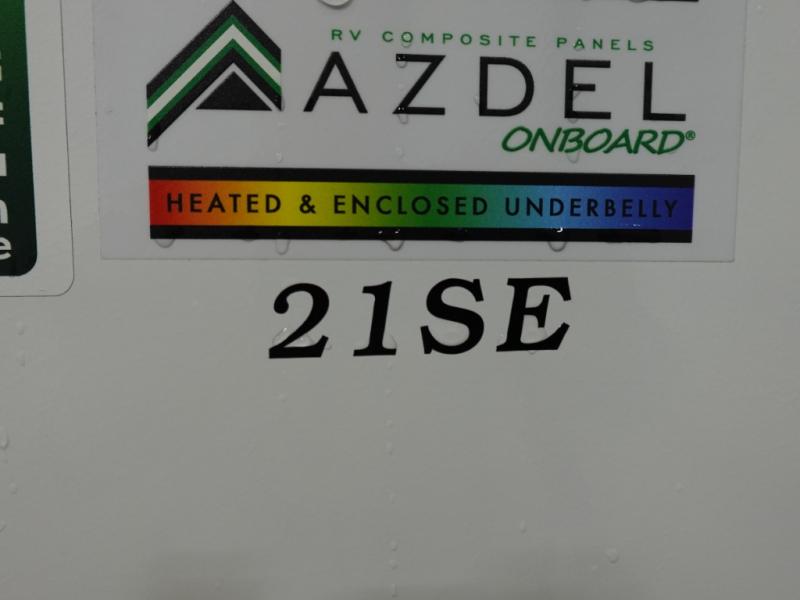 RV COMPOSITE PANELS
AZDEL
ONBOARD®
HEATED & ENCLOSED UNDERBELLY
21SE